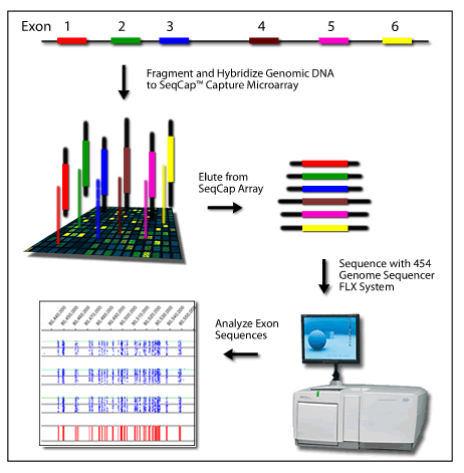 Exon 1 2 3 4 5 6
Fragment and Hybridize Genomic DNA
to SeqCap™ Capture Microarray
Elute from
SeqCap Array
Sequence with 454
Genome Sequencer
FLX System
Analyze Exon
Sequences